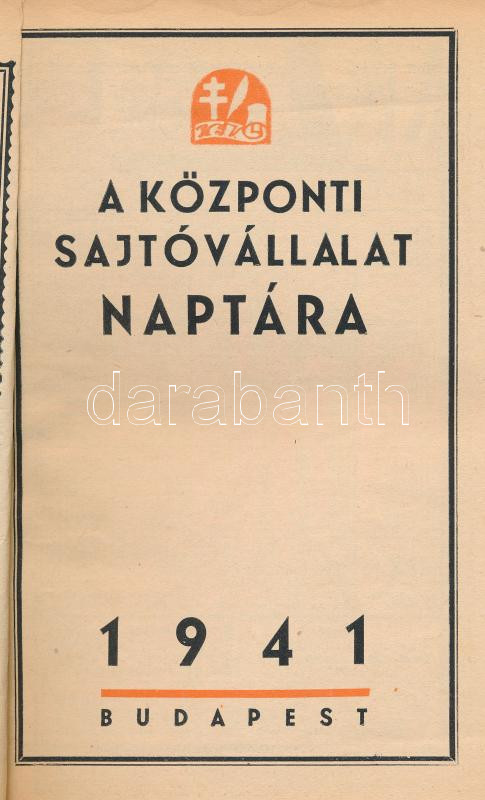 A KÖZPONTI
SAJTÓVÁLLALAT
NAPTÁRA
darabanth
1941
BUDAPEST